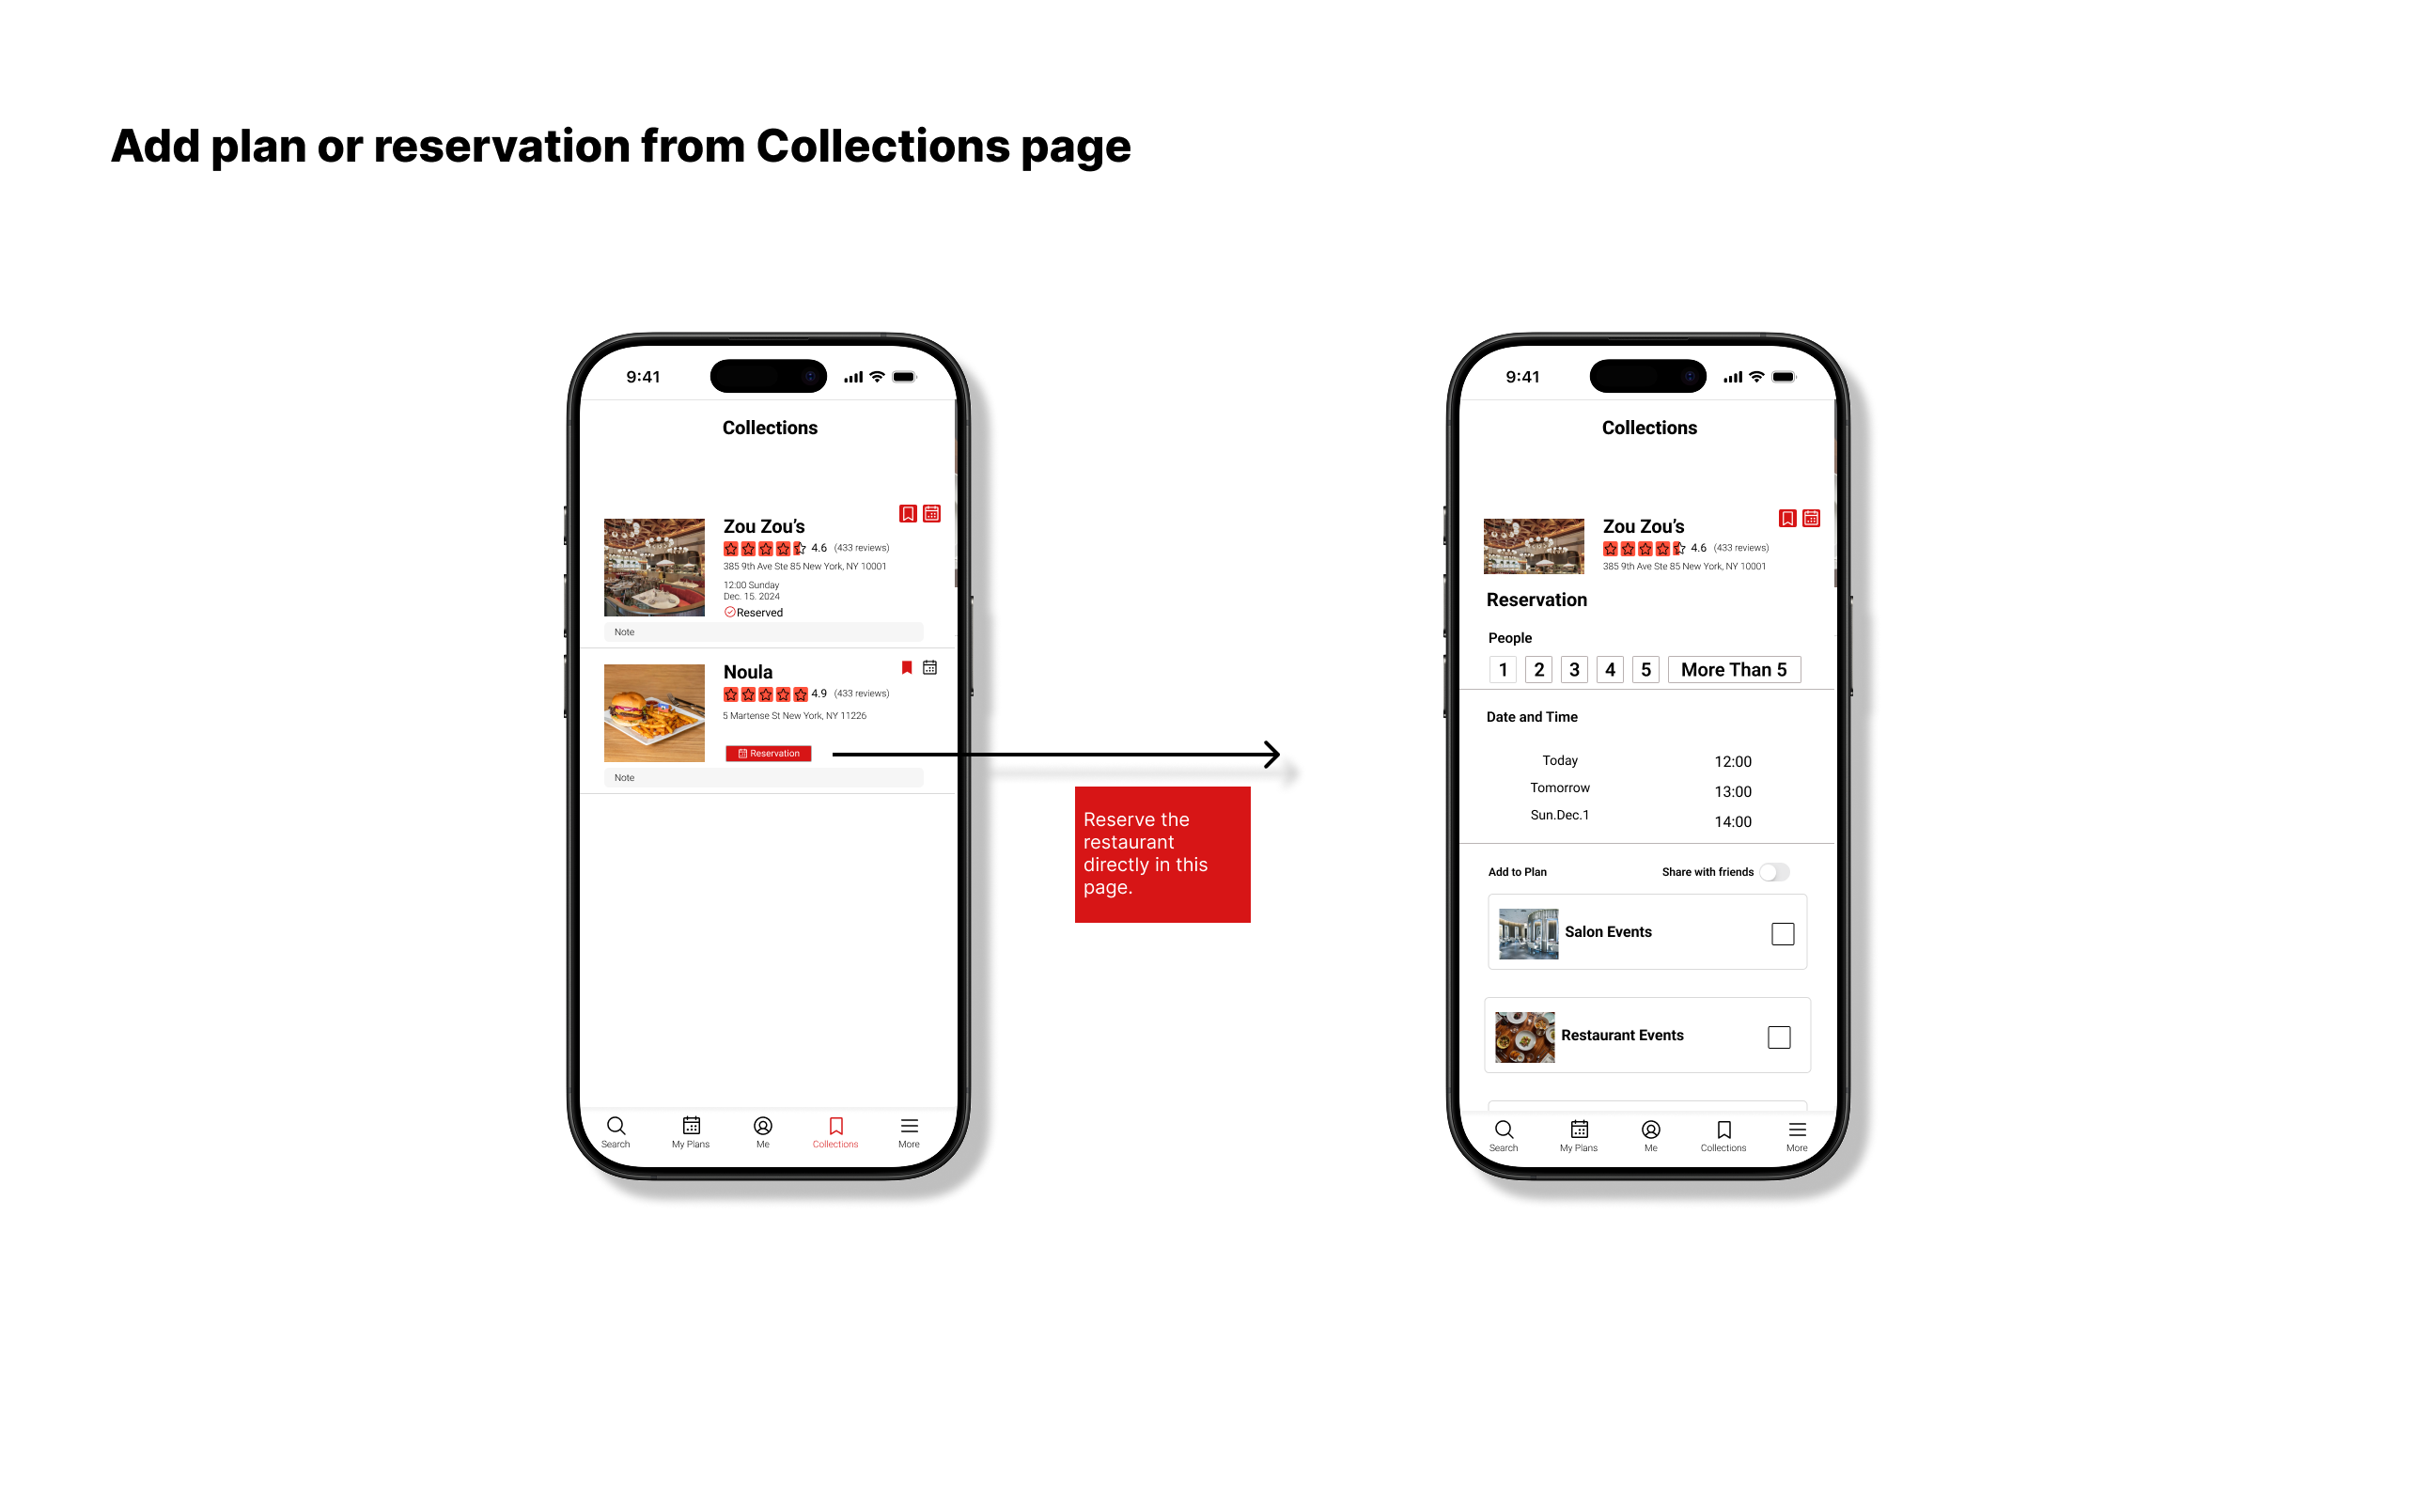 Add plan or reservation from Collections page
9:41
Collections
Zou Zou’s
4.6 (433 reviews)
385 9th Ave Ste 85 New York, NY 10001
12:00 Sunday
Dec. 15. 2024
Reserved
Note
Noula
4.9 (433 reviews)
5 Martense St New York, NY 11226
Reservation
Note
Search My Plans Me Collections More
Reserve the
restaurant
directly in this
page.
9:41
Collections
Zou Zou’s
4.6 (433 reviews)
385 9th Ave Ste 85 New York, NY 10001
Reservation
People
1 2 3 4 5 More Than 5
Date and Time
Today 12:00
Tomorrow 13:00
Sun.Dec.1 14:00
Add to Plan Share with friends
Salon Events
Restaurant Events
Search My Plans Me Collections More